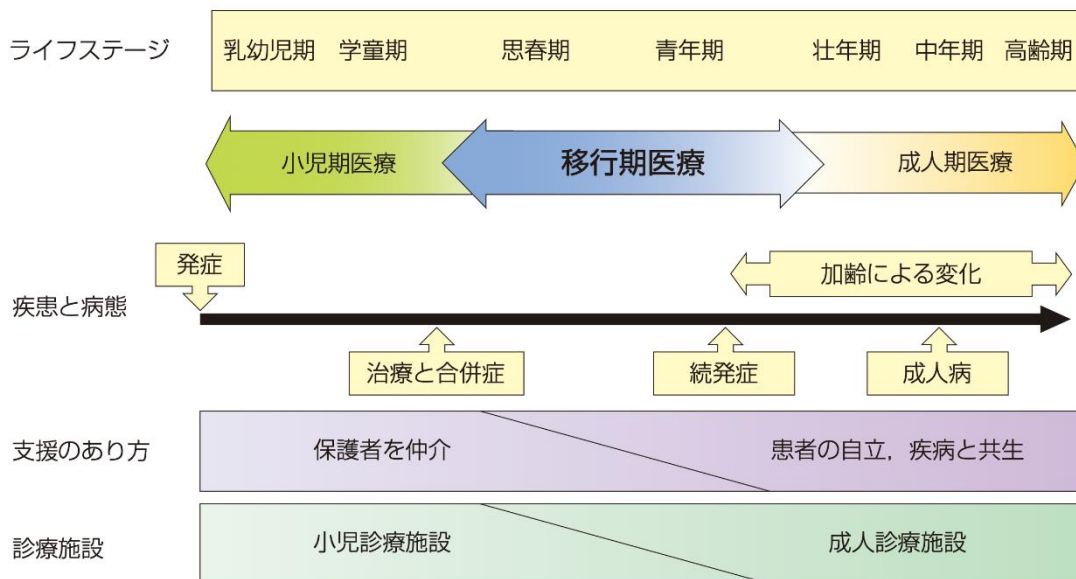 ライフステージ
乳幼児期 学童期 思春期 青年期 壮年期 中年期 高齢期
小児期医療 移行期医療 成人期医療
発症
加齢による変化
疾患と病態
治療と合併症 続発症 成人病
支援のあり方 保護者を仲介 患者の自立，疾病と共生
診療施設 小児診療施設 成人診療施設